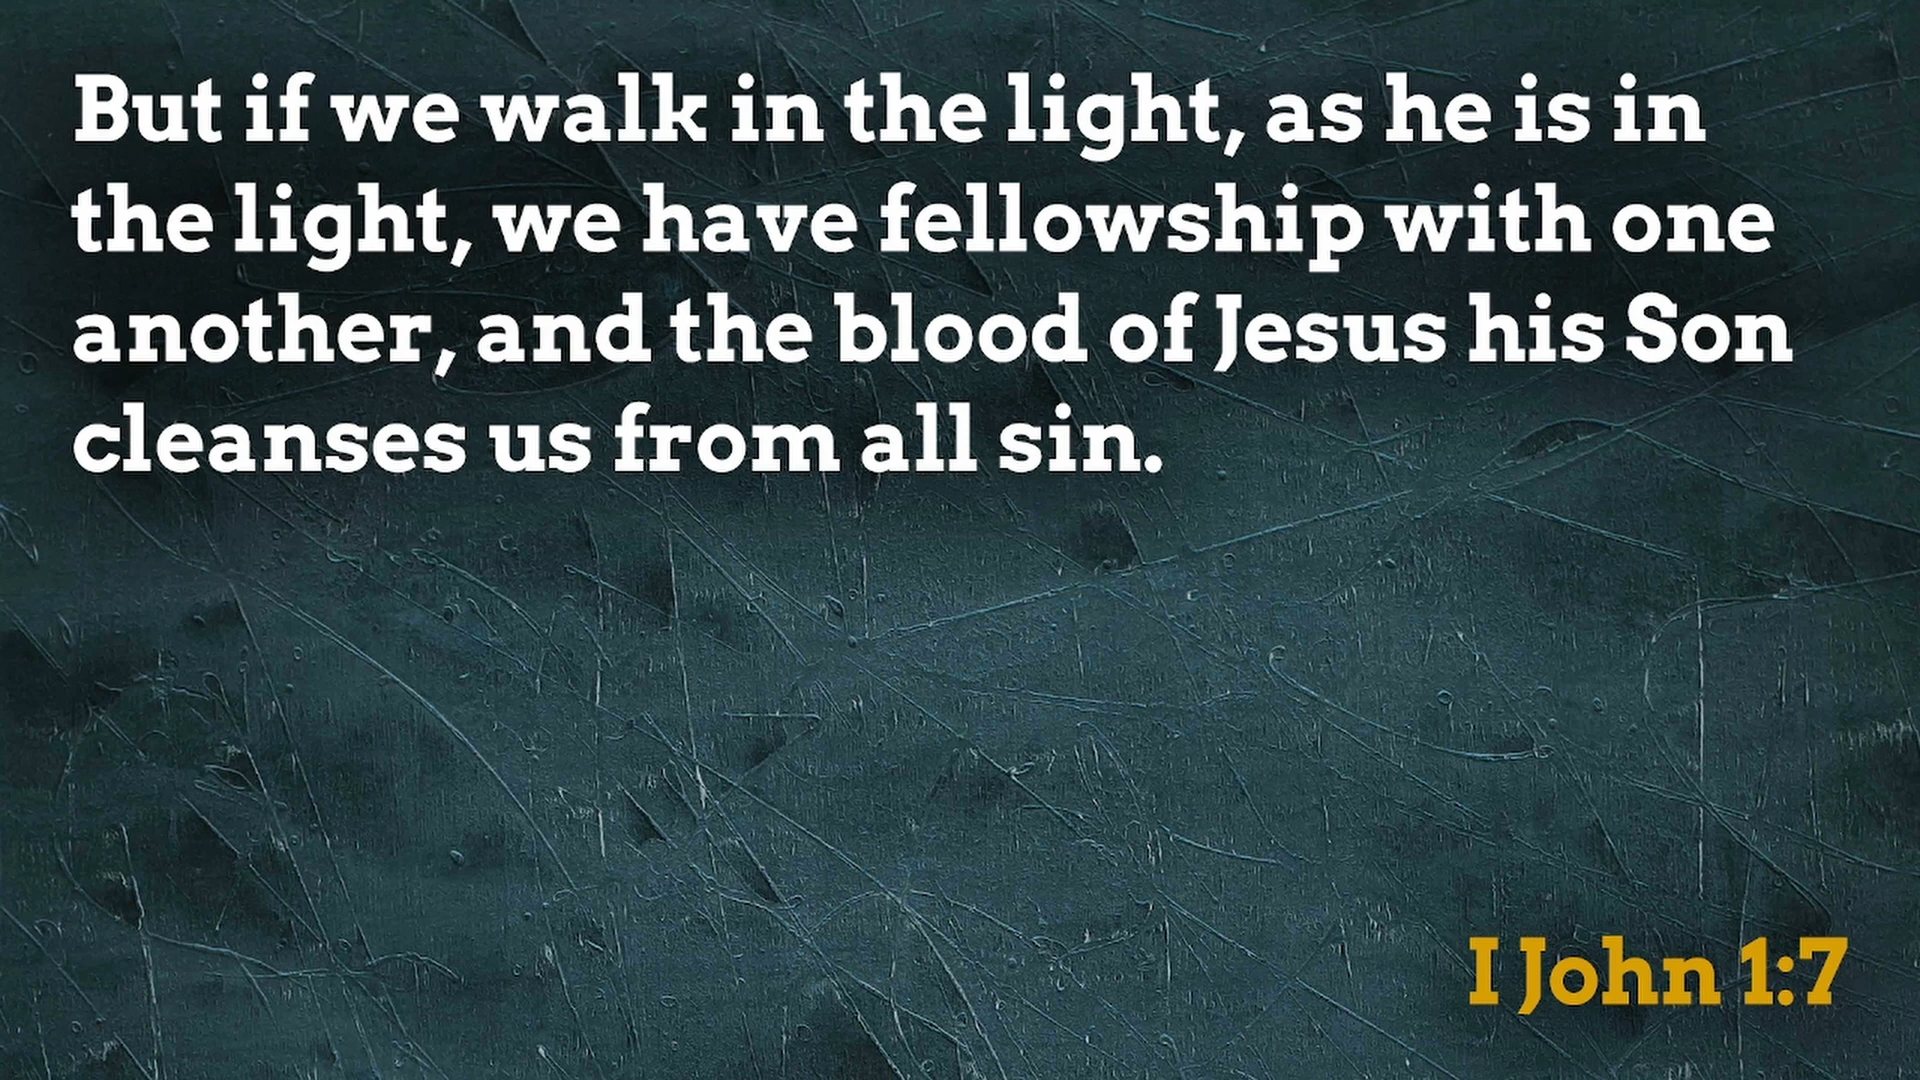 But if we walk in the light, as he is in
the light, we have fellowship with one
another, and the blood of Jesus his Son
cleanses us from all sin.
I John 1:7